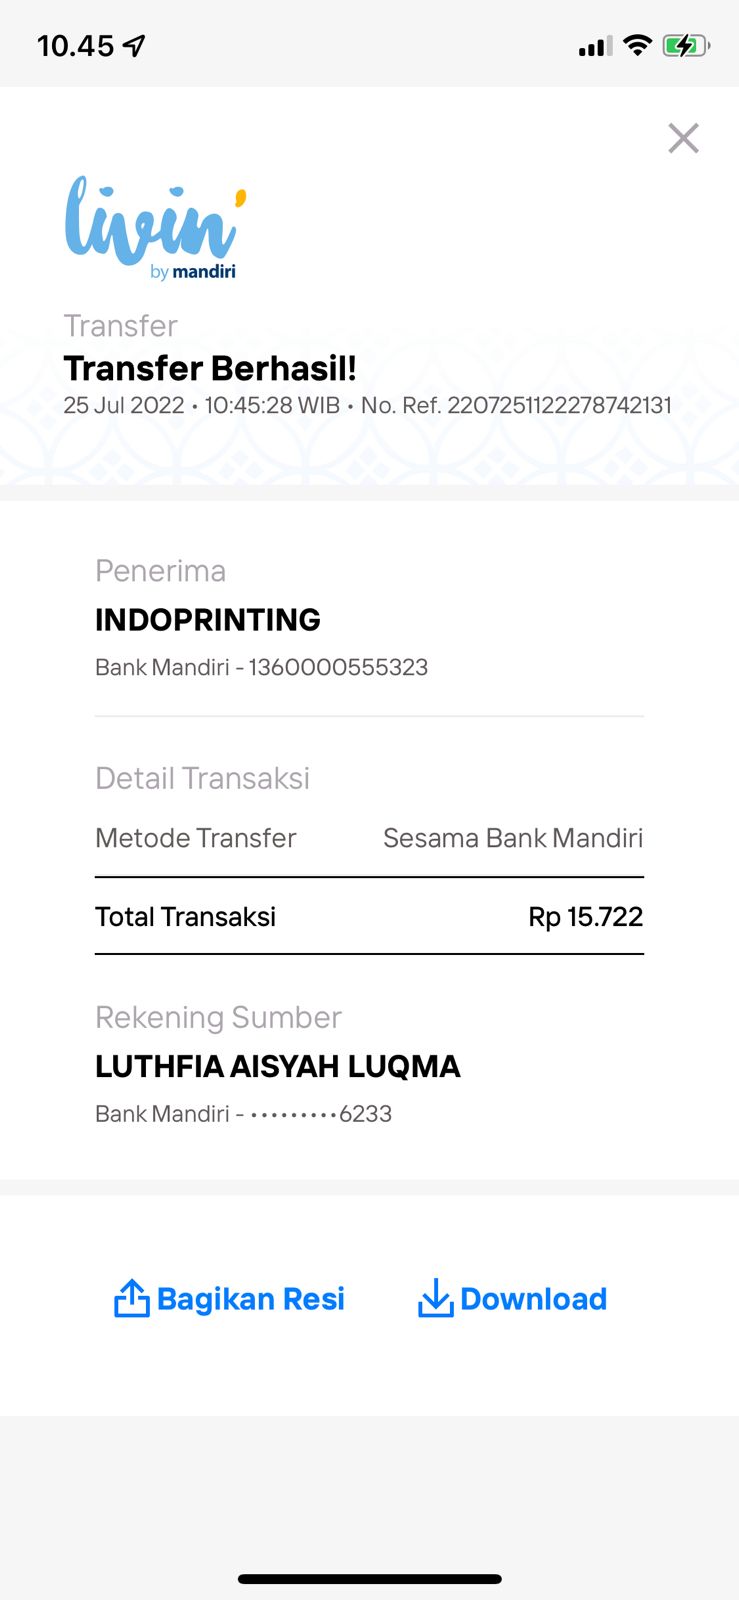 10.45
livin'
by mandiri
Transfer
Transfer Berhasil!
25 Jul 2022 • 10:45:28 WIB • No. Ref. 2207251122278742131
Penerima
INDOPRINTING
Bank Mandiri - 1360000555323
Detail Transaksi
Metode Transfer Sesama Bank Mandiri
Total Transaksi Rp 15.722
Rekening Sumber
LUTHFIA AISYAH LUQMA
Bank Mandiri - •••••••••6233
Bagikan Resi Download